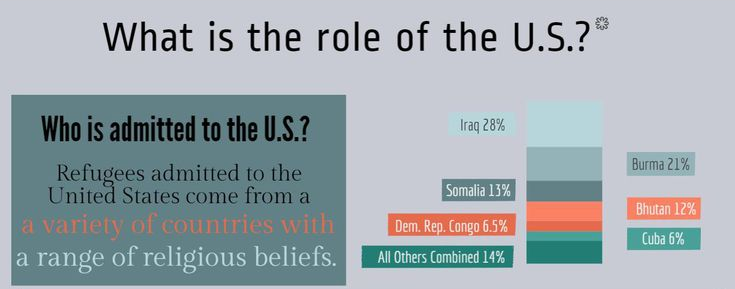 What is the role of the U.S.?*
Who is admitted to the U.S.?
Refugees admitted to the
United States come from a
a variety of countries with
a range of religious beliefs.
Iraq 28%
Burma 21%
Somalia 13%
Bhutan 12%
Dem. Rep. Congo 6.5%
Cuba 6%
All Others Combined 14%